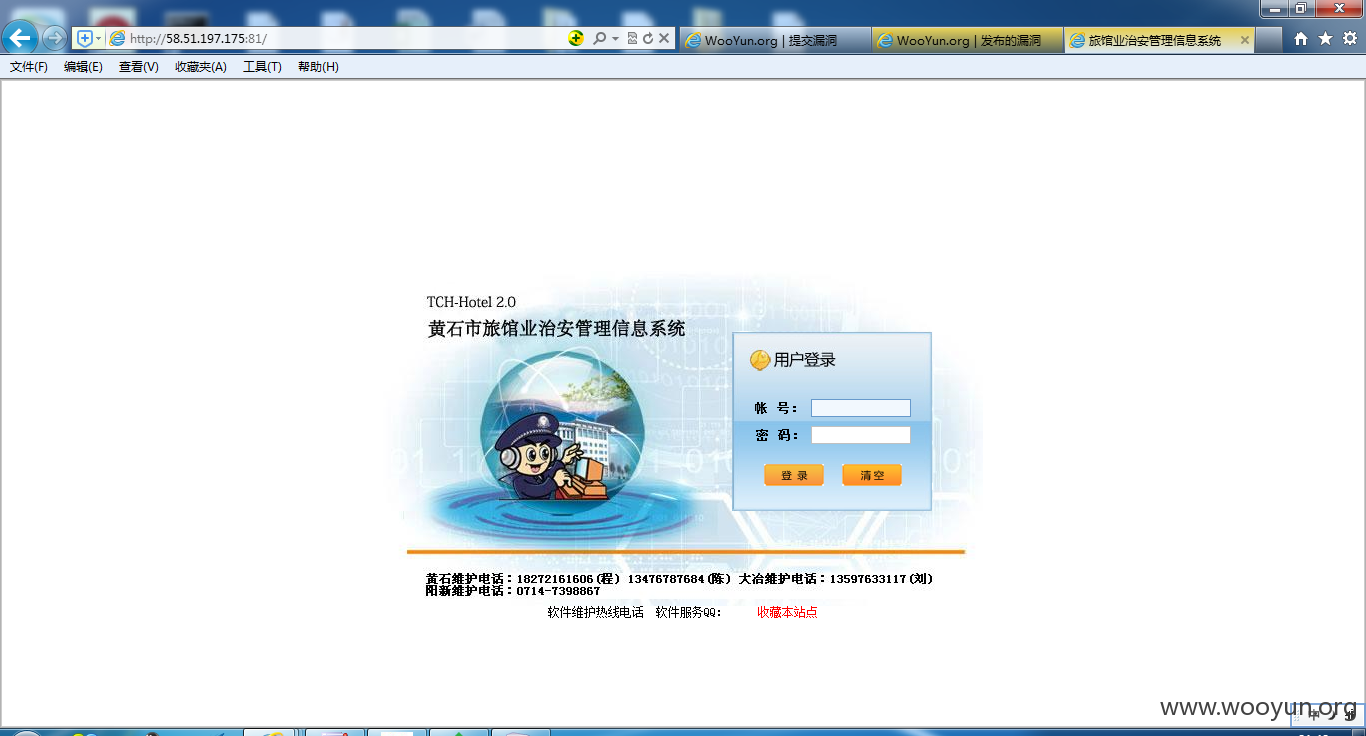 http://58.51.197.175:81/
WooYun.org | 提交漏洞
WooYun.org | 发布的漏洞
旅馆业治安管理信息系统
文件(F) 编辑(E) 查看(V) 收藏夹(A) 工具(T) 帮助(H)
TCH-Hotel 2.0
黄石市旅馆业治安管理信息系统
用户登录
帐 号：
密 码：
登 录 清 空
黄石维护电话：18272161606(程) 13476787684(陈) 大冶维护电话：13597633117(刘)
阳新维护电话：0714-7398867
软件维护热线电话 软件服务QQ： 收藏本站点
www.wooyun.org
中